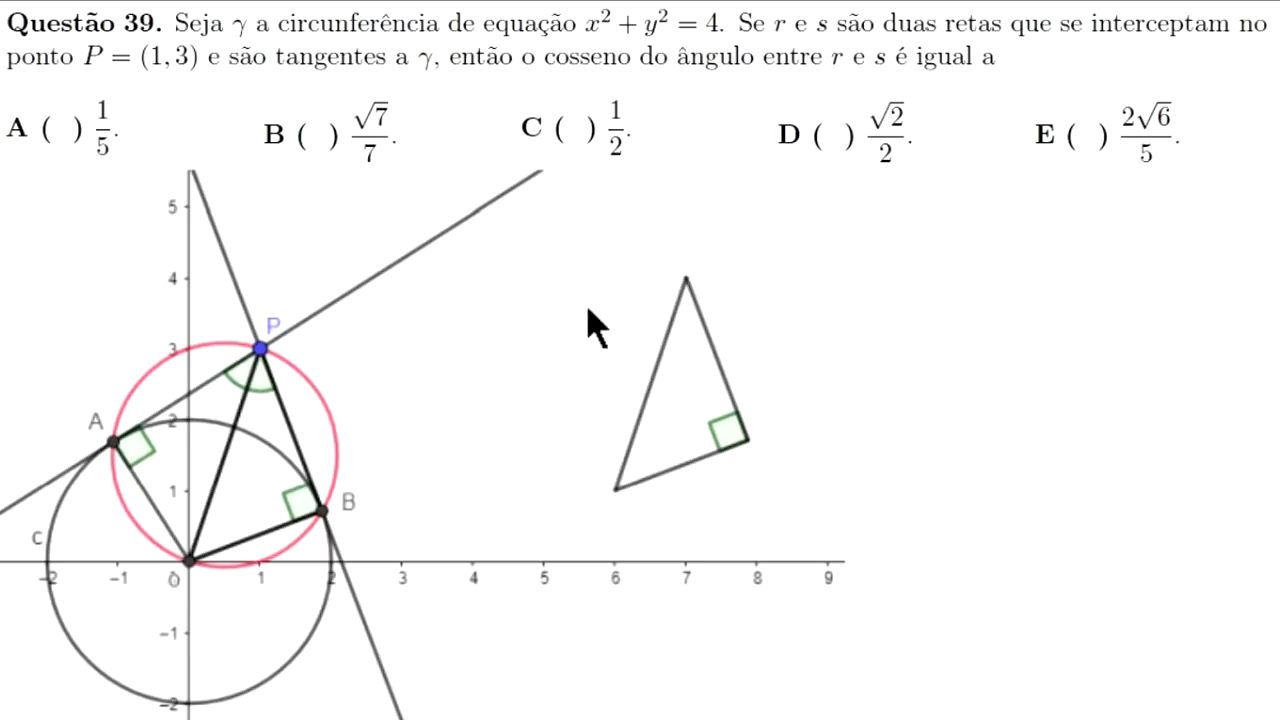 Questão 39. Seja γ a circunferência de equação x² + y² = 4. Se r e s são duas retas que se interceptam no
ponto P = (1, 3) e são tangentes a γ, então o cosseno do ângulo entre r e s é igual a
A ( ) 1/5. B ( ) √7/7. C ( ) 1/2. D ( ) √2/2. E ( ) 2√6/5.
5
4
P
3
A
2
1
B
c
-2 -1 0 1 2 3 4 5 6 7 8 9
-1
-2